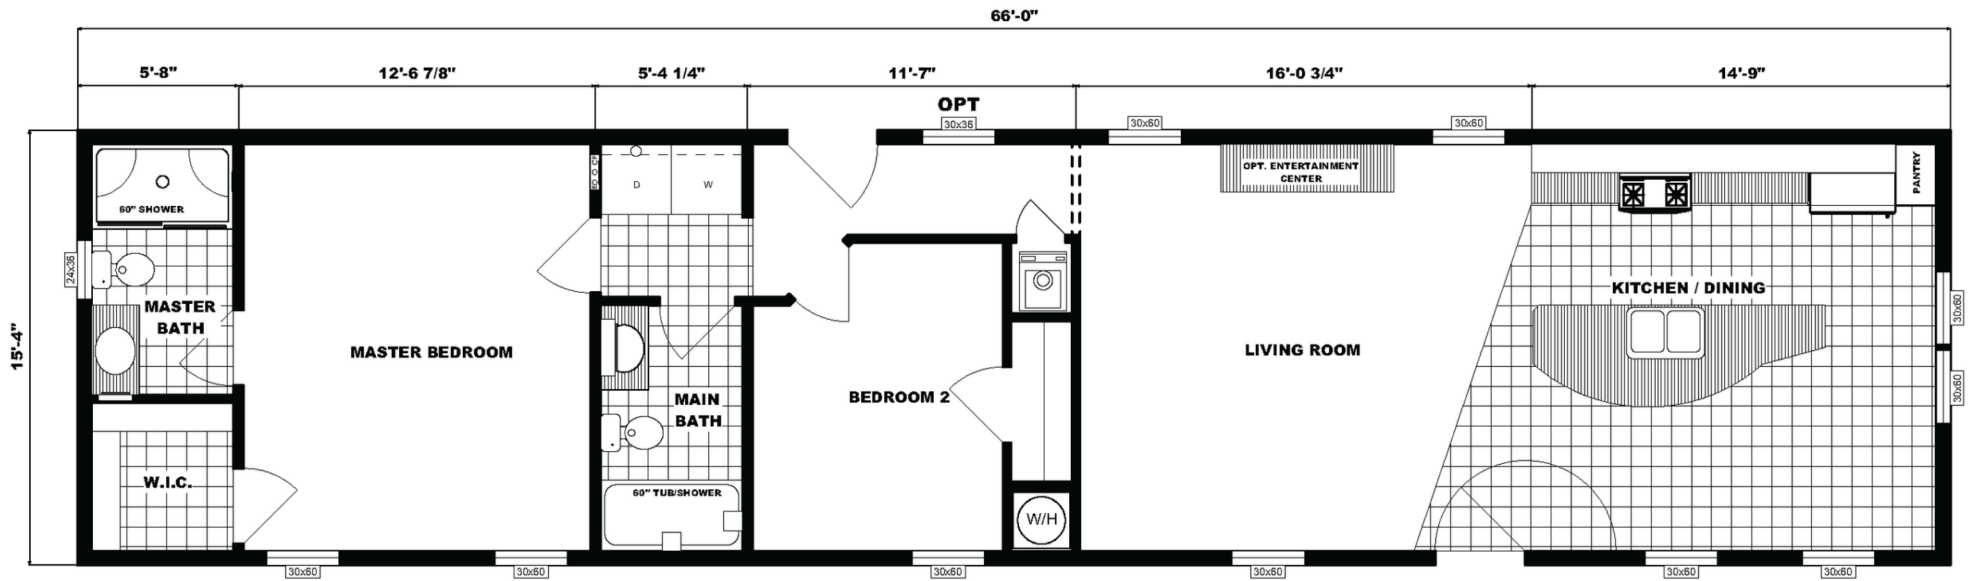 66'-0"
5'-8"
12'-6 7/8"
5'-4 1/4"
11'-7"
16'-0 3/4"
14'-9"
OPT
30x36
30x60
30x60
15'-4"
24x36
60" SHOWER
MASTER
BATH
W.I.C.
MASTER BEDROOM
D
W
MAIN
BATH
60" TUB/SHOWER
BEDROOM 2
W/H
OPT. ENTERTAINMENT
CENTER
LIVING ROOM
PANTRY
KITCHEN / DINING
30x60
30x60
30x60
30x60
30x60
30x60
30x60
30x60